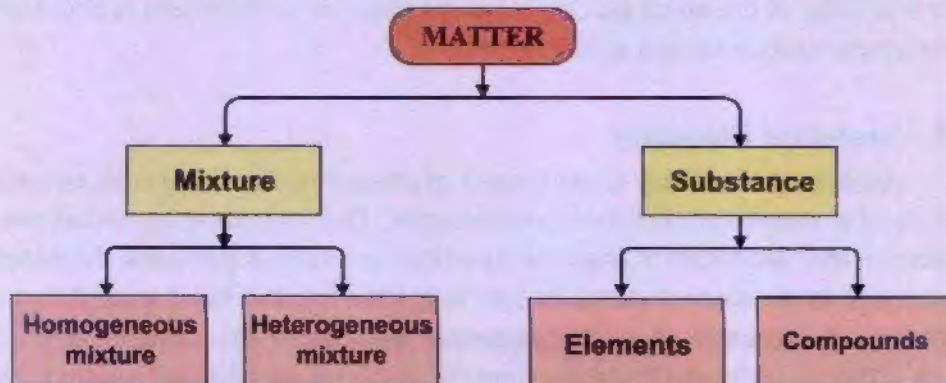 MATTER
Mixture
Substance
Homogeneous
mixture
Heterogeneous
mixture
Elements
Compounds